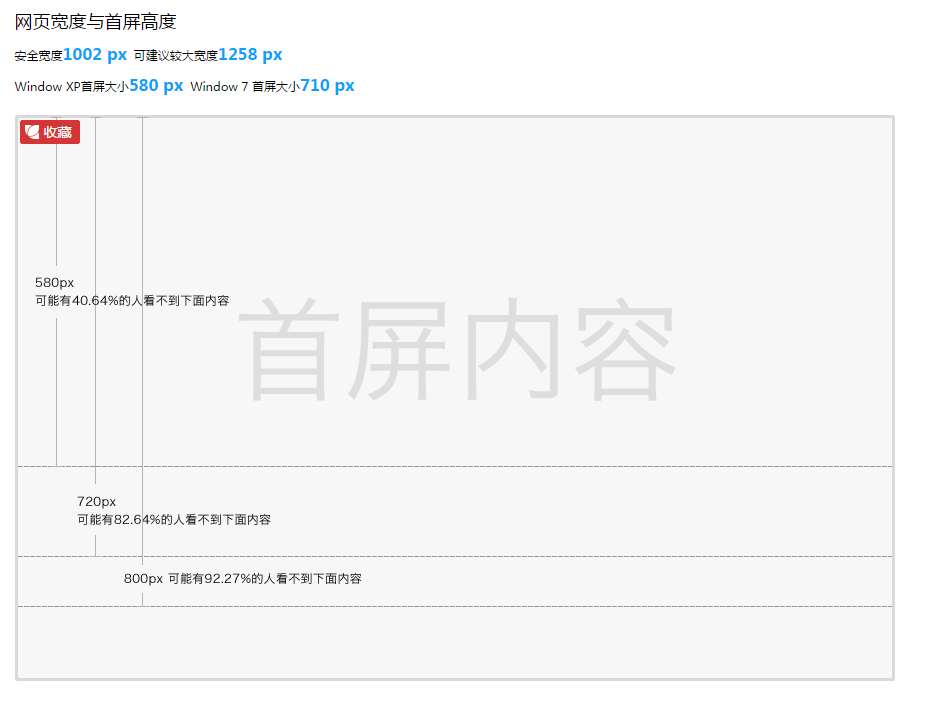 网页宽度与首屏高度
安全宽度1002 px 可建议较大宽度1258 px
Window XP首屏大小580 px Window 7 首屏大小710 px
收藏
580px
可能有40.64%的人看不到下面内容
首屏内容
720px
可能有82.64%的人看不到下面内容
800px 可能有92.27%的人看不到下面内容